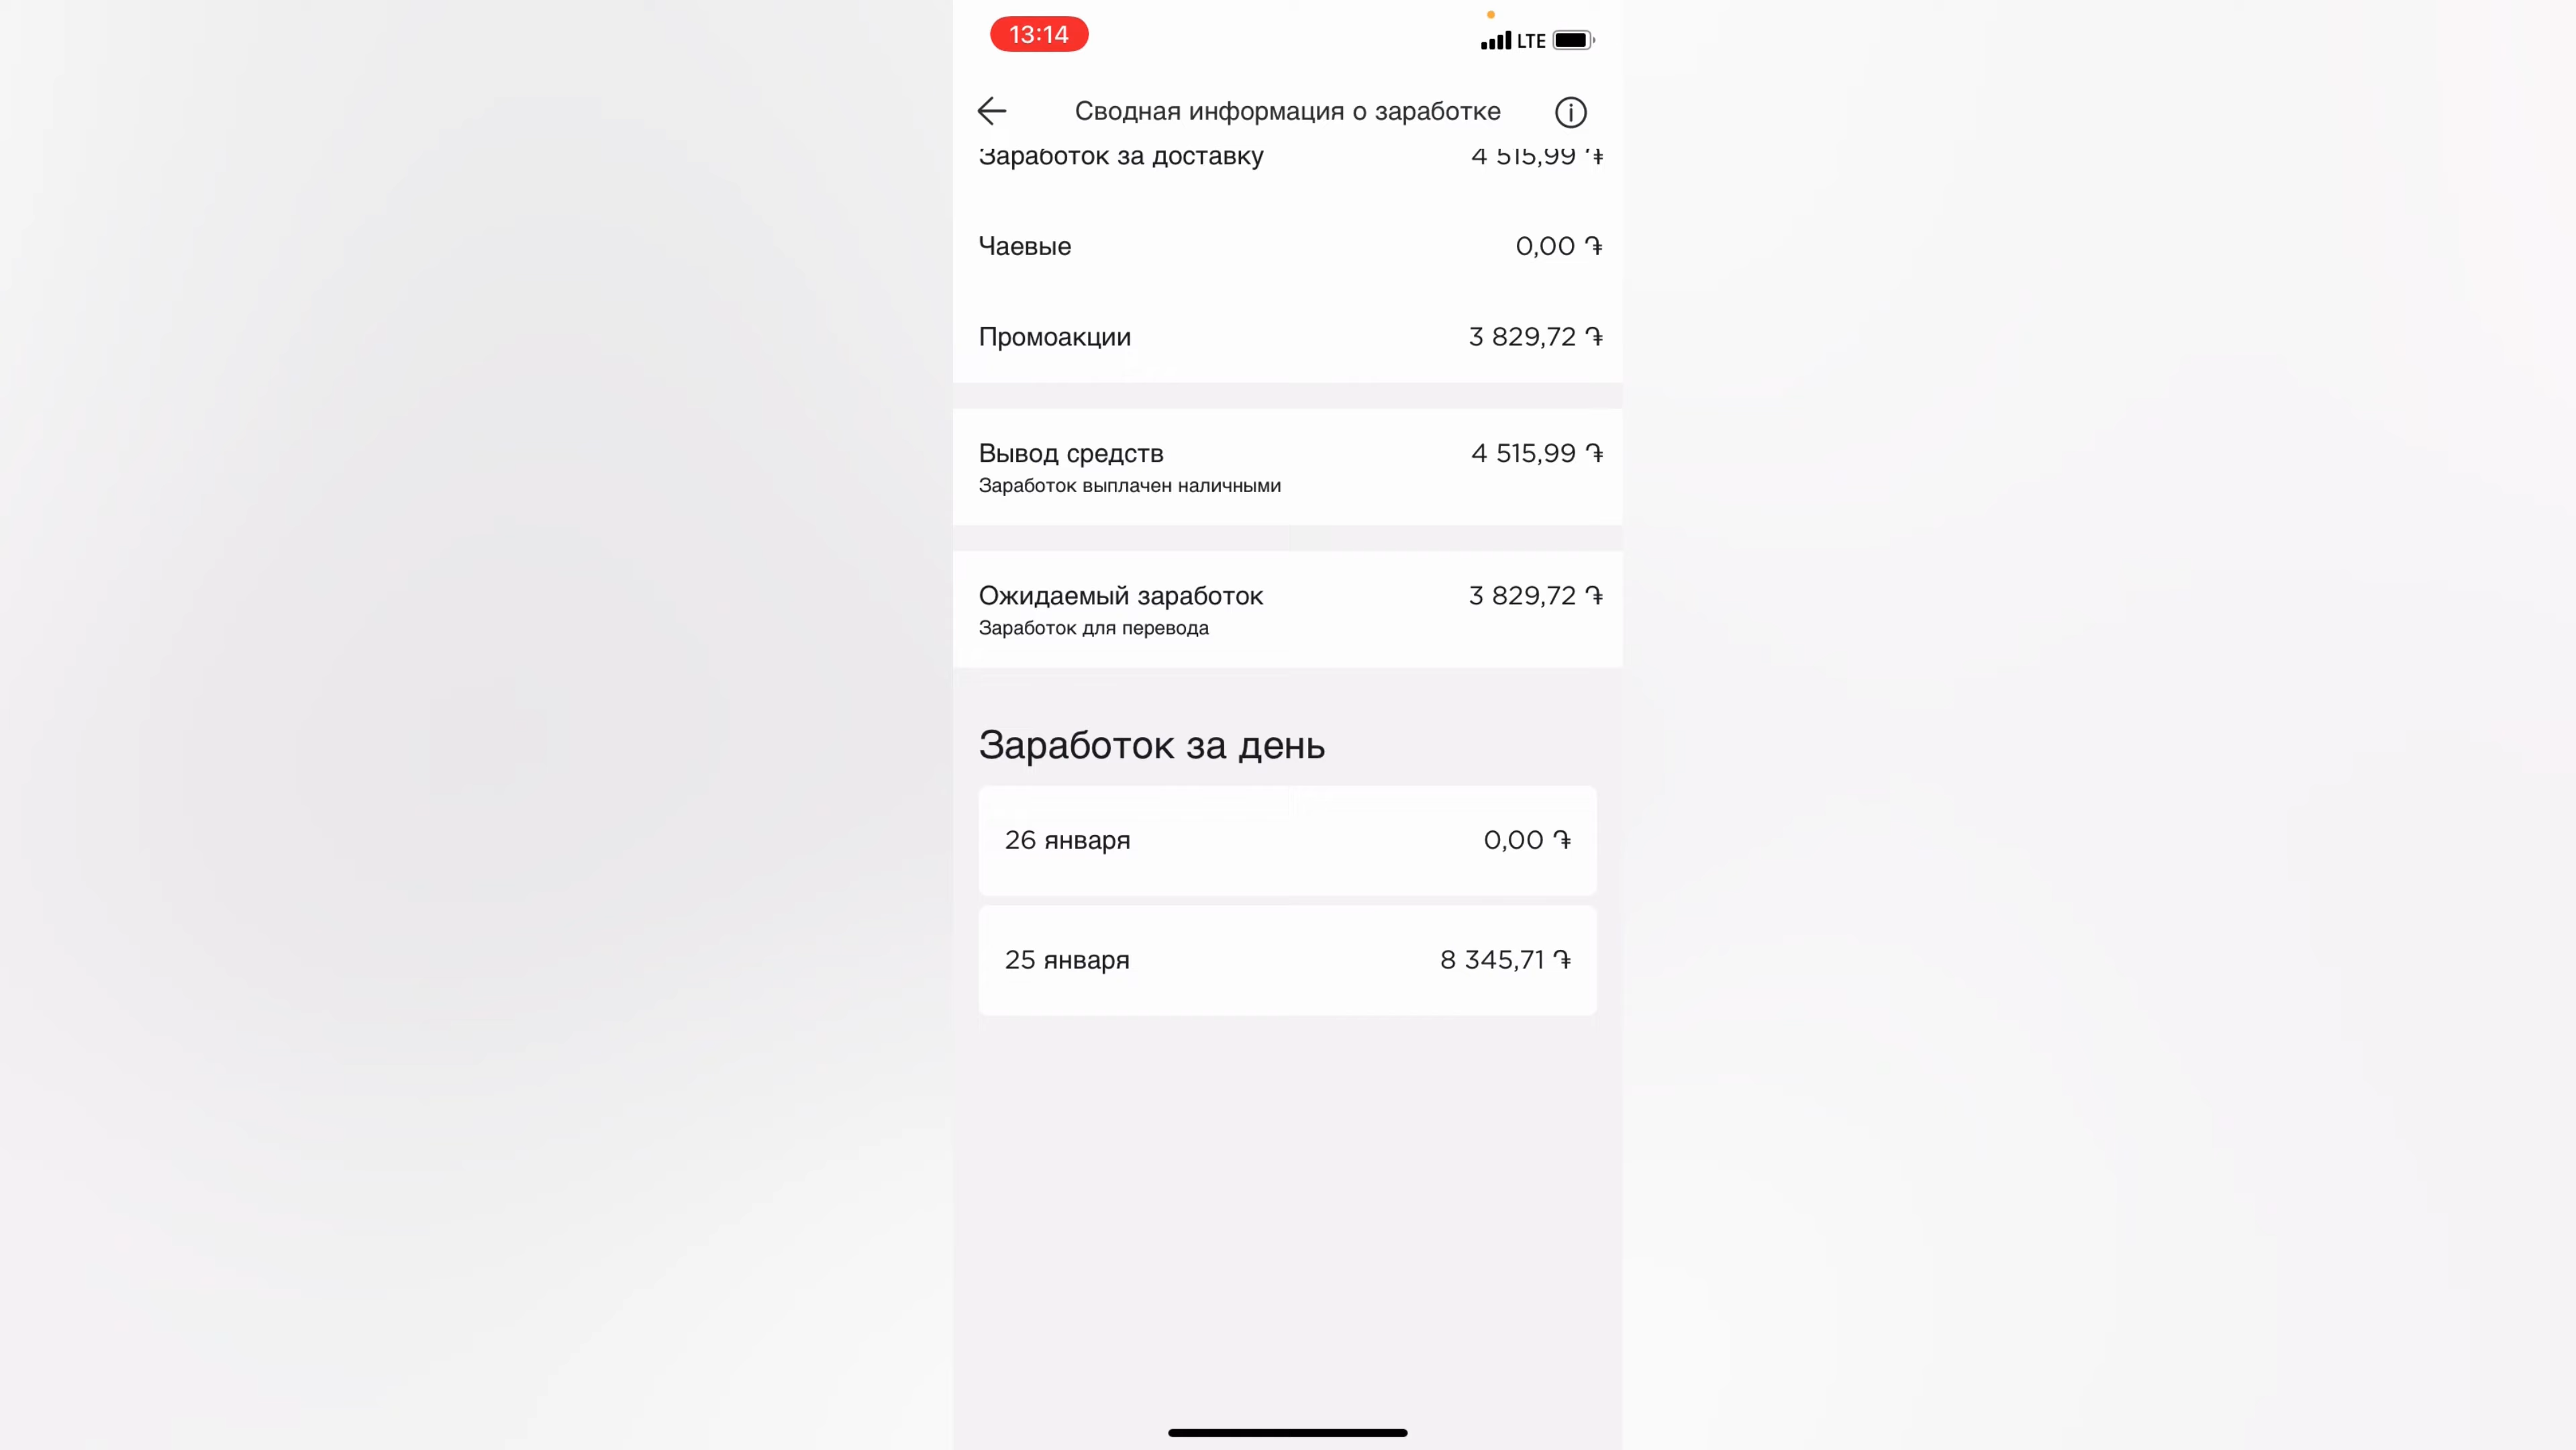 13:14
LTE
Сводная информация о заработке
Заработок за доставку 4 515,99 ֏
Чаевые 0,00 ֏
Промоакции 3 829,72 ֏
Вывод средств 4 515,99 ֏
Заработок выплачен наличными
Ожидаемый заработок 3 829,72 ֏
Заработок для перевода
Заработок за день
26 января 0,00 ֏
25 января 8 345,71 ֏